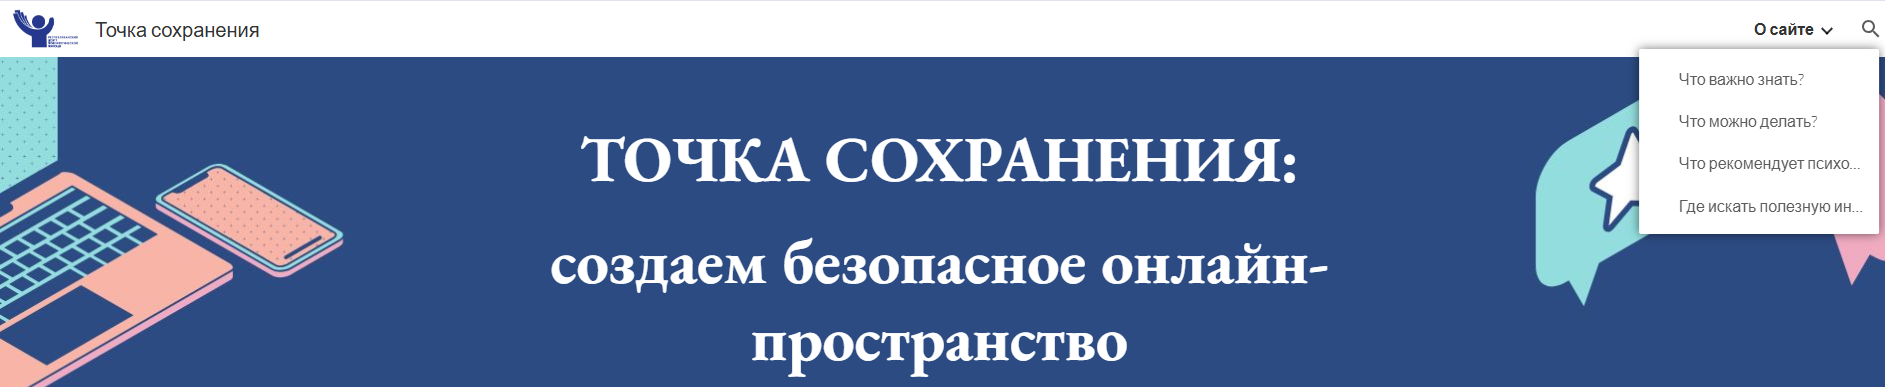 Точка сохранения
О сайте
Что важно знать?
Что можно делать?
Что рекомендует психо...
Где искать полезную ин...
ТОЧКА СОХРАНЕНИЯ:
создаем безопасное онлайн-
пространство